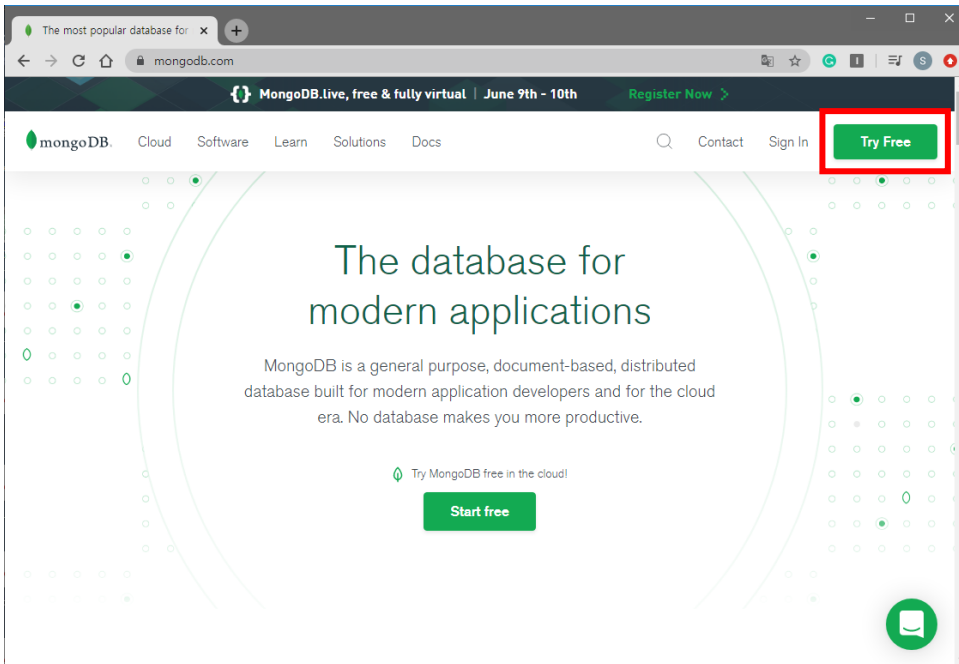 The most popular database for
mongodb.com
S
MongoDB.live, free & fully virtual | June 9th - 10th Register Now
mongoDB. Cloud Software Learn Solutions Docs Contact Sign In Try Free
The database for
modern applications
MongoDB is a general purpose, document-based, distributed
database built for modern application developers and for the cloud
era. No database makes you more productive.
Try MongoDB free in the cloud!
Start free